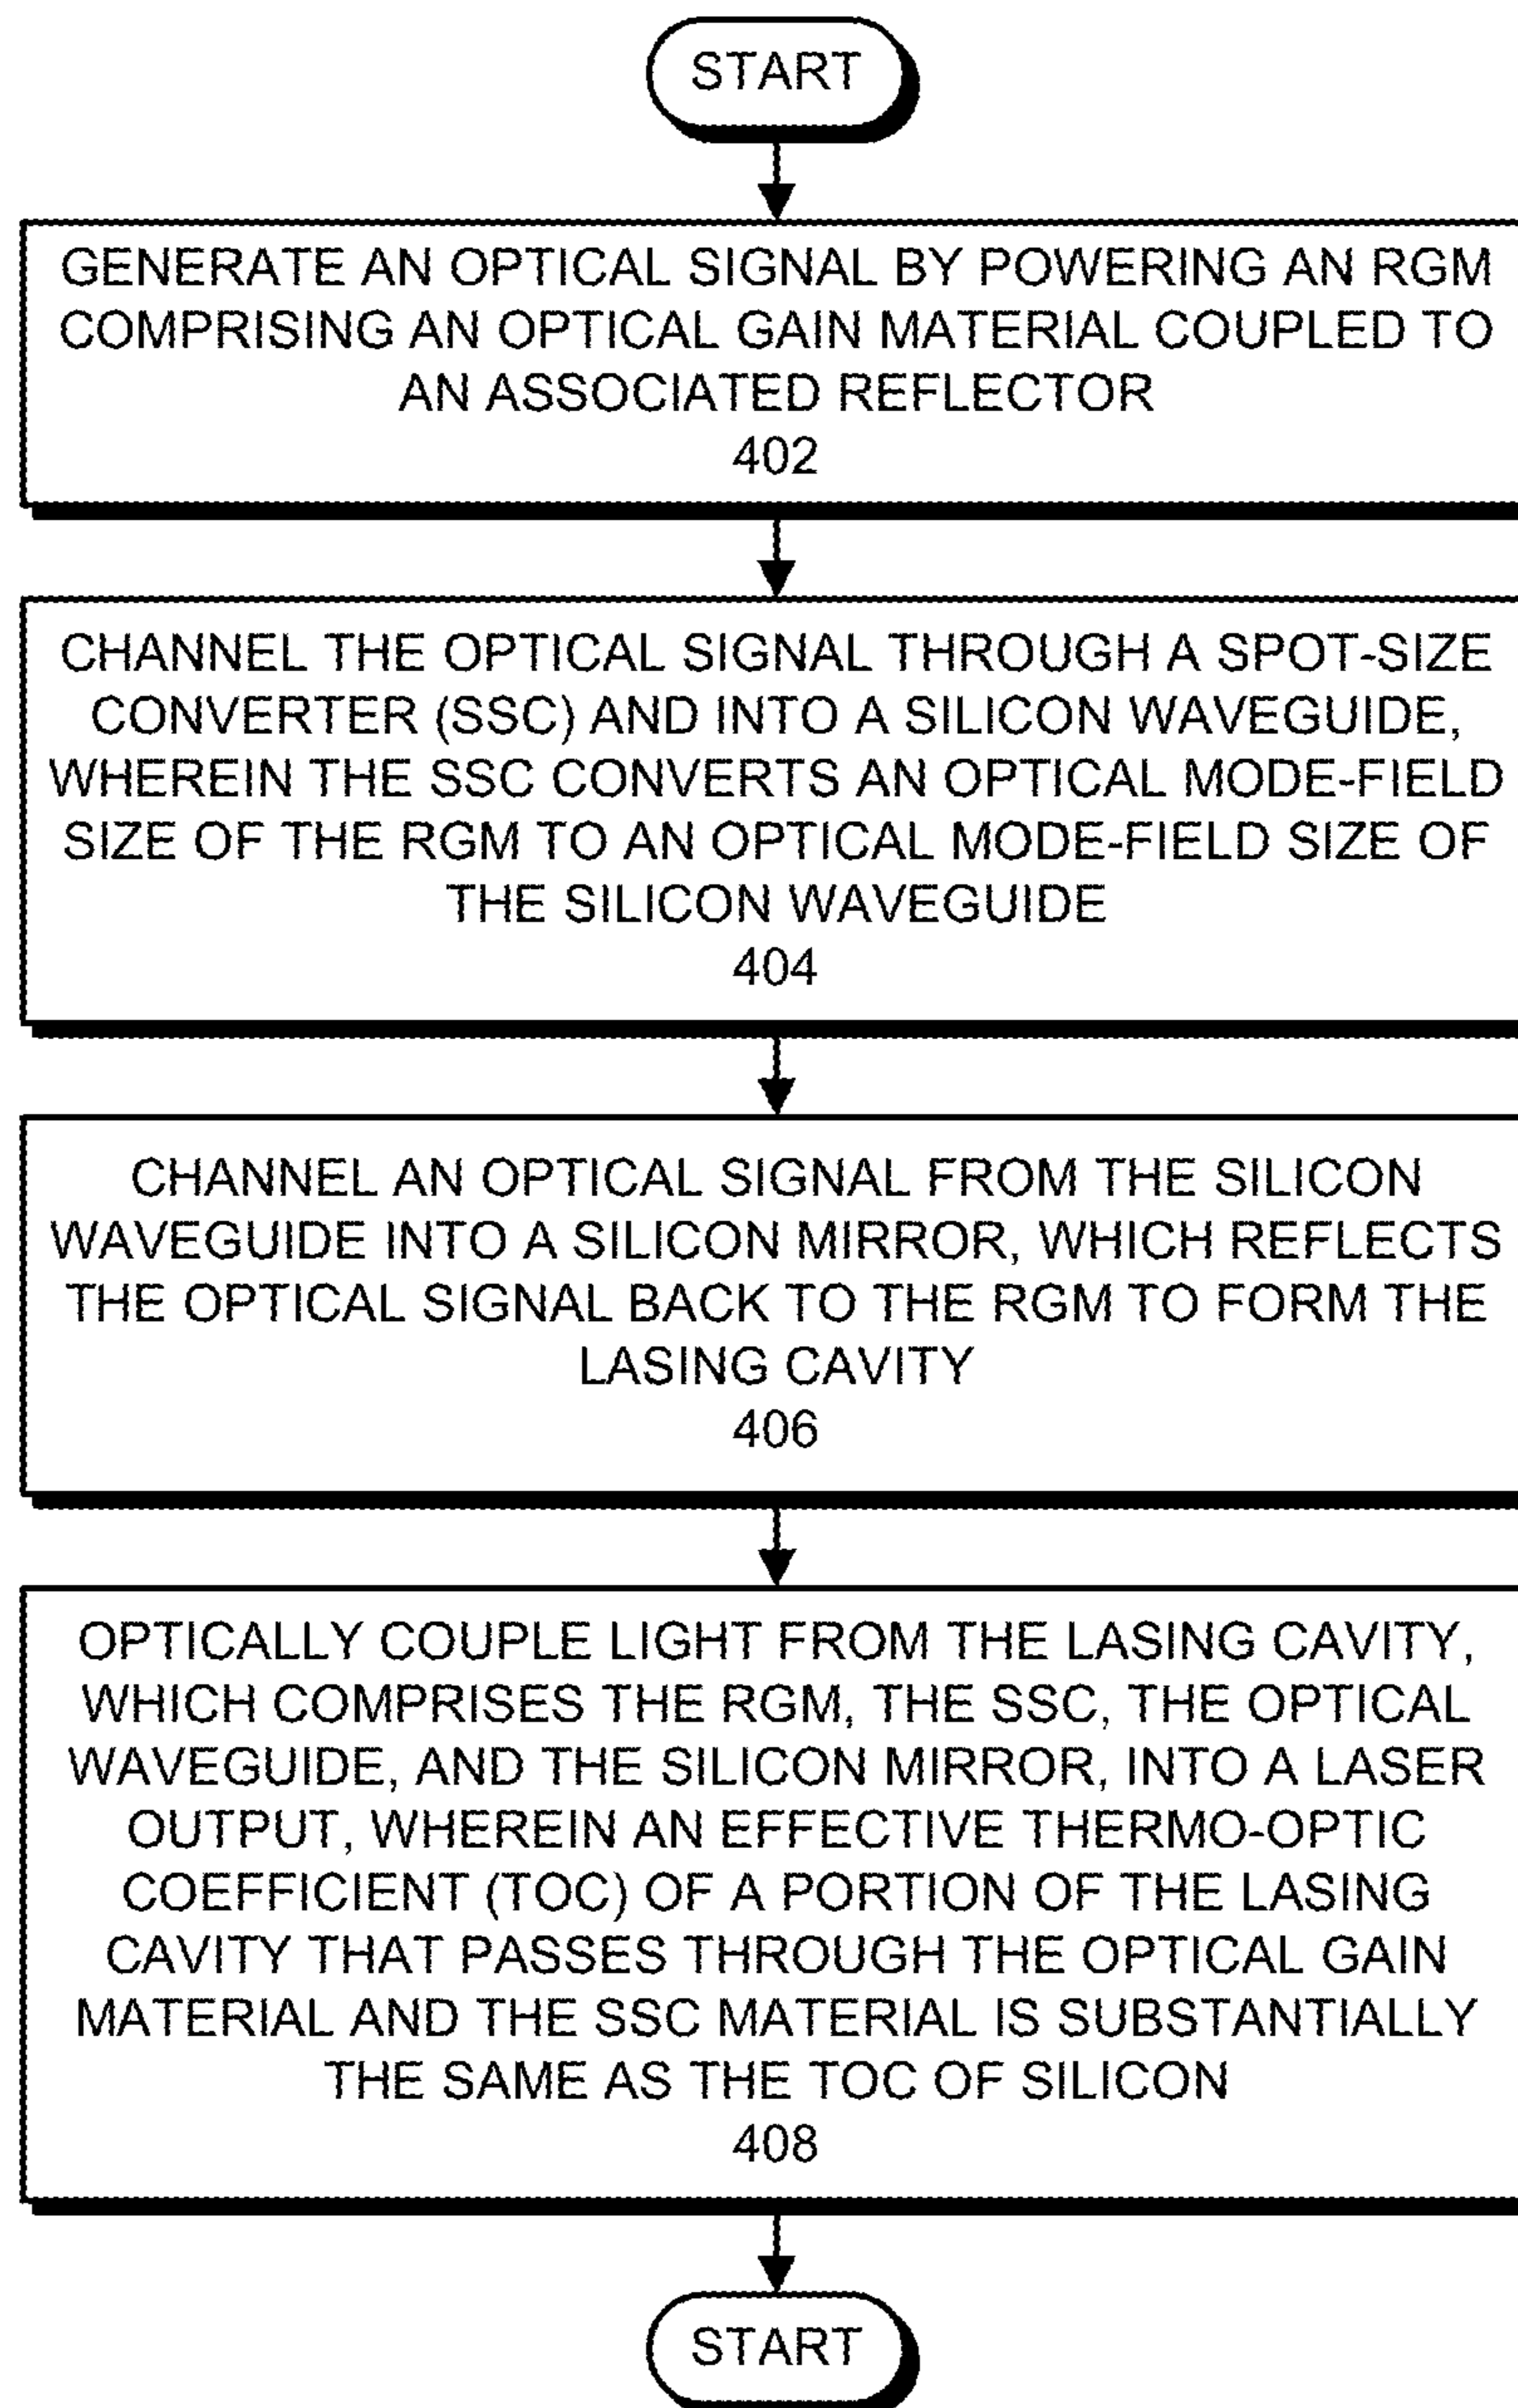 START
GENERATE AN OPTICAL SIGNAL BY POWERING AN RGM
COMPRISING AN OPTICAL GAIN MATERIAL COUPLED TO
AN ASSOCIATED REFLECTOR
402
CHANNEL THE OPTICAL SIGNAL THROUGH A SPOT-SIZE
CONVERTER (SSC) AND INTO A SILICON WAVEGUIDE,
WHEREIN THE SSC CONVERTS AN OPTICAL MODE-FIELD
SIZE OF THE RGM TO AN OPTICAL MODE-FIELD SIZE OF
THE SILICON WAVEGUIDE
404
CHANNEL AN OPTICAL SIGNAL FROM THE SILICON
WAVEGUIDE INTO A SILICON MIRROR, WHICH REFLECTS
THE OPTICAL SIGNAL BACK TO THE RGM TO FORM THE
LASING CAVITY
406
OPTICALLY COUPLE LIGHT FROM THE LASING CAVITY,
WHICH COMPRISES THE RGM, THE SSC, THE OPTICAL
WAVEGUIDE, AND THE SILICON MIRROR, INTO A LASER
OUTPUT, WHEREIN AN EFFECTIVE THERMO-OPTIC
COEFFICIENT (TOC) OF A PORTION OF THE LASING
CAVITY THAT PASSES THROUGH THE OPTICAL GAIN
MATERIAL AND THE SSC MATERIAL IS SUBSTANTIALLY
THE SAME AS THE TOC OF SILICON
408
START